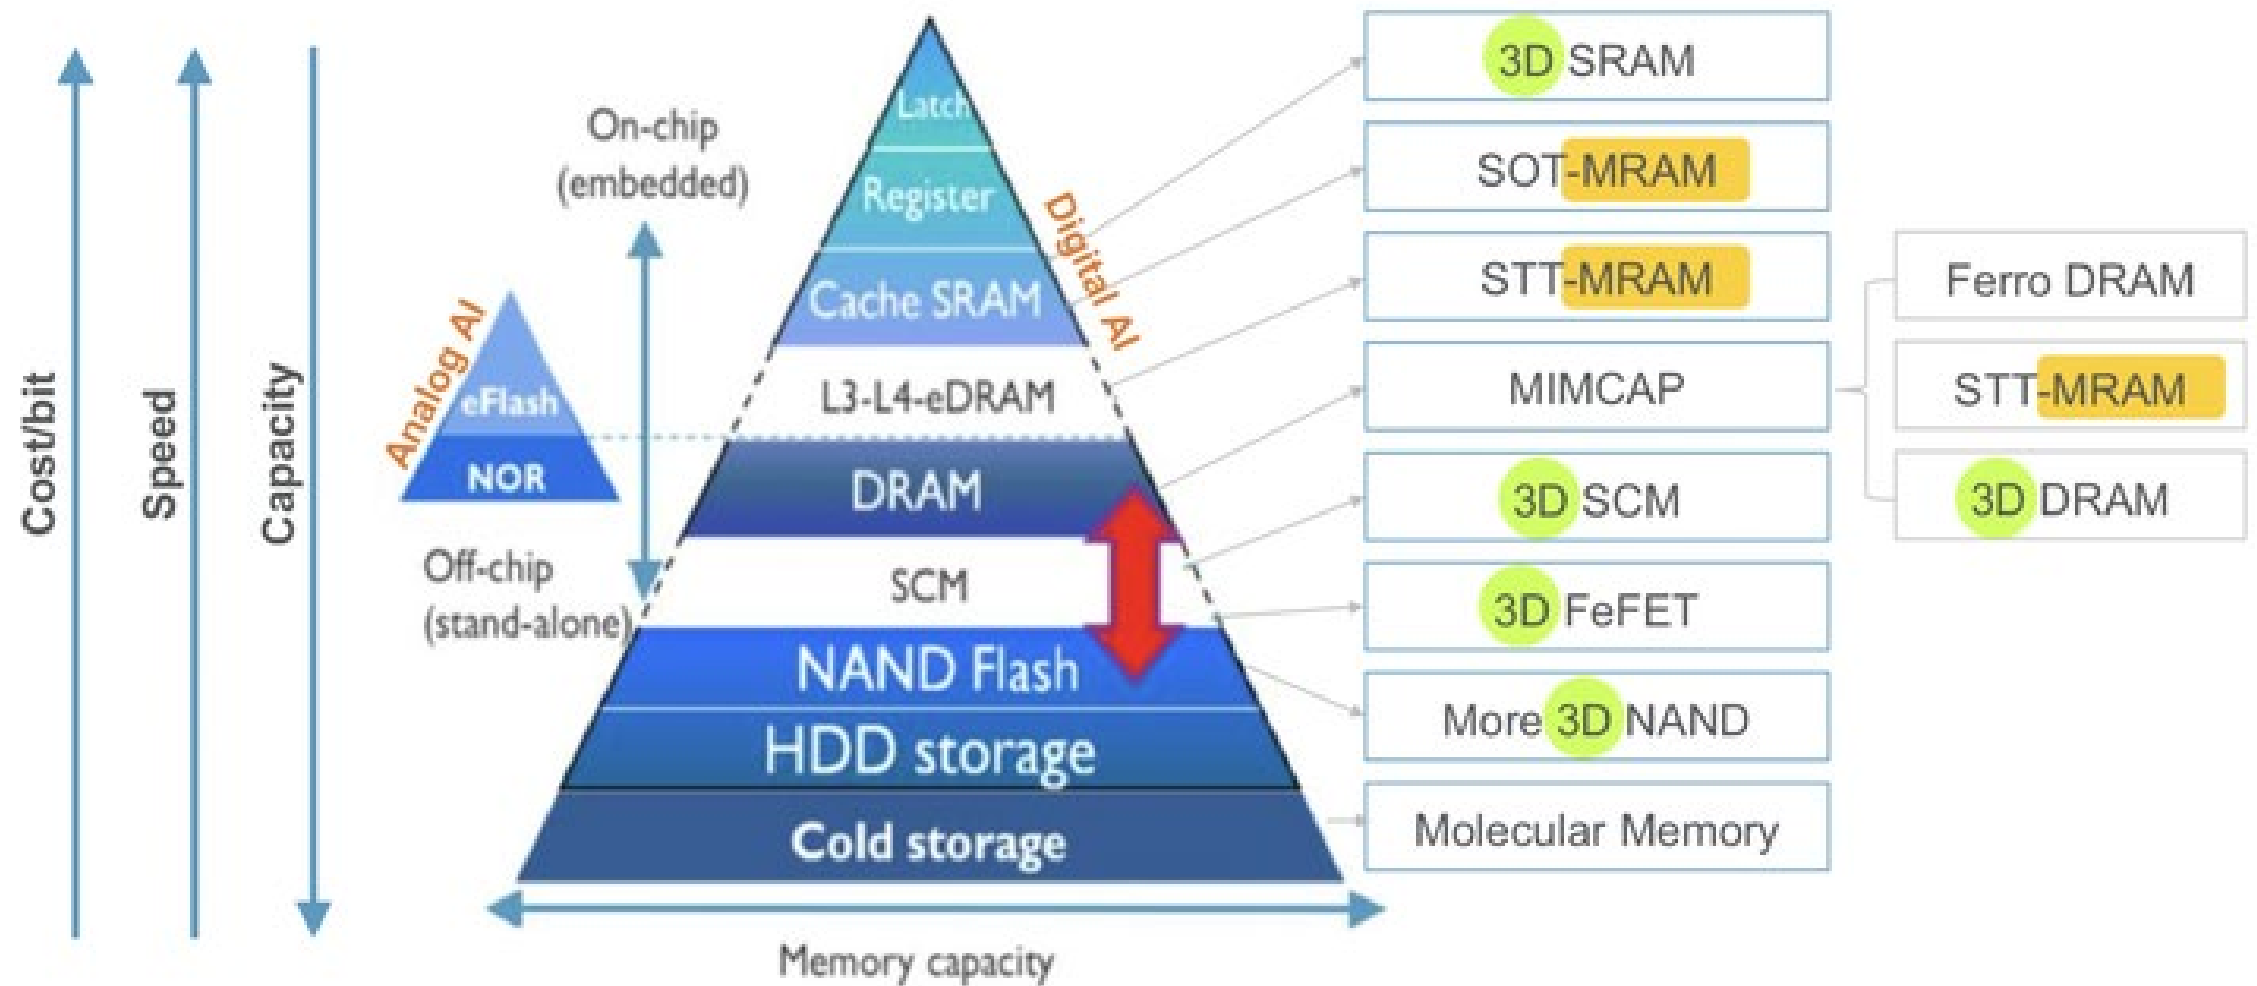 Cost/bit
Speed
Capacity
On-chip
(embedded)
Analog AI
eFlash
NOR
Off-chip
(stand-alone)
Latch
Register
Cache SRAM
L3-L4-eDRAM
DRAM
SCM
NAND Flash
HDD storage
Cold storage
Memory capacity
Digital AI
3D SRAM
SOT-MRAM
STT-MRAM
MIMCAP
3D SCM
3D FeFET
More 3D NAND
Molecular Memory
Ferro DRAM
STT-MRAM
3D DRAM